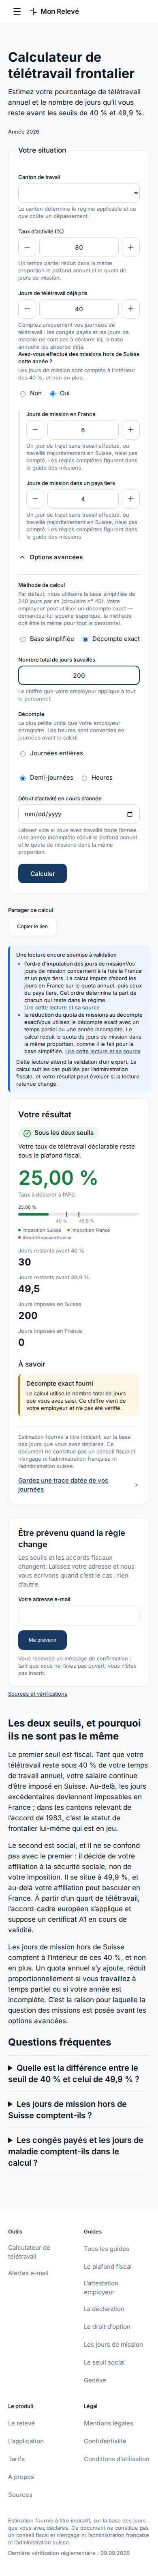 Mon Relevé
Calculateur de
télétravail frontalier
Estimez votre pourcentage de télétravail
annuel et le nombre de jours qu'il vous
reste avant les seuils de 40 % et 49,9 %.
Année 2026
Votre situation
Canton de travail
Le canton détermine le régime applicable et ce
que coûte un dépassement.
Taux d'activité (%)
80
Un temps partiel réduit dans la même
proportion le plafond annuel et le quota de
jours de mission.
Jours de télétravail déjà pris
40
Comptez uniquement vos journées de
télétravail : les congés payés et les jours de
maladie ne sont pas à déclarer ici, la base
annuelle les absorbe déjà.
Avez-vous effectué des missions hors de Suisse
cette année ?
Les jours de mission sont comptés à l'intérieur
des 40 %, et non en plus.
Non
Oui
Jours de mission en France
6
Un jour de trajet sans travail effectué, ou
travaillé majoritairement en Suisse, n'est pas
compté. Les règles complètes figurent dans
le guide missions.
Jours de mission dans un pays tiers
4
Un jour de trajet sans travail effectué, ou
travaillé majoritairement en Suisse, n'est pas
compté. Les règles complètes figurent dans
le guide missions.
Options avancées
Méthode de calcul
Par défaut, nous utilisons la base simplifiée de
240 jours par an (circulaire n° 45). Votre
employeur peut utiliser un décompte exact —
demandez-lui laquelle s'applique, la méthode
doit être la même pour tout le personnel.
Base simplifiée
Décompte exact
Nombre total de jours travaillés
200
Le chiffre que votre employeur applique à tout
le personnel.
Décompte
La plus petite unité que votre employeur
enregistre. Les heures sont converties en
journées avant le calcul.
Journées entières
Demi-journées
Heures
Début d'activité en cours d'année
mm/dd/yyyy
Laissez vide si vous avez travaillé toute l'année.
Une année incomplète réduit le plafond annuel
et le quota de missions dans la même
proportion.
Calculer
Partager ce calcul
Copier le lien
Une lecture encore soumise à validation
l'ordre d'imputation des jours de missionVos
jours de mission concernent à la fois la France
et un pays tiers. Le calcul impute d'abord les
jours en France sur le quota annuel, puis ceux
du pays tiers. Cet ordre détermine la part de
chacun qui reste dans le quota, et aucun texte
ne la règle.
Lire cette lecture et sa source
la réduction du quota de missions au décompte
exactVous utilisez le décompte exact avec un
temps partiel ou une année incomplète. Le
calcul réduit le quota de jours de mission dans
la même proportion, comme il le fait pour la
base simplifiée. Lire cette lecture et sa source
Cette lecture attend la validation d'un expert. Le calcul
qui la suit est le cas publié par l'administration
fiscale, et votre résultat peut évoluer si la lecture
retenue change.
Votre résultat
Sous les deux seuils
Votre taux de télétravail déclarable reste
sous le plafond fiscal.
25,00 %
Taux à déclarer à l'AFC
25,00 %
40 %
49,9 %
Imposition Suisse
Imposition France
Sécurité sociale France
Jours restants avant 40 %
30
Jours restants avant 49,9 %
49,5
Jours imposés en Suisse
200
Jours imposés en France
0
À savoir
Décompte exact fourni
Le calcul utilise le nombre total de jours
que vous avez saisi. Ce chiffre vient de
votre employeur et n'a pas été vérifié.
Estimation fournie à titre indicatif, sur la base
des jours que vous avez déclarés. Ce
document ne constitue pas un conseil fiscal et
n'engage ni l'administration française ni
l'administration suisse.
Gardez une trace datée de vos
journées
Être prévenu quand la règle
change
Les seuils et les accords fiscaux
changent. Laissez votre adresse et nous
vous écrivons quand c'est le cas : rien
d'autre.
Votre adresse e-mail
Me prévenir
Vous recevrez un message de confirmation ;
tant que vous ne l'avez pas ouvert, vous n'êtes
pas inscrit.
Sources et vérifications
Les deux seuils, et pourquoi
ils ne sont pas le même
Le premier seuil est fiscal. Tant que votre
télétravail reste sous 40 % de votre temps
de travail annuel, votre salaire continue
d'être imposé en Suisse. Au-delà, les jours
excédentaires deviennent imposables en
France ; dans les cantons relevant de
l'accord de 1983, c'est le statut de
frontalier lui-même qui est en jeu.
Le second est social, et il ne se confond
pas avec le premier : il décide de votre
affiliation à la sécurité sociale, non de
votre imposition. Il se situe à 49,9 %, et
au-delà votre affiliation peut basculer en
France. À partir d'un quart de télétravail,
l'accord-cadre européen s'applique et
suppose un certificat A1 en cours de
validité.
Les jours de mission hors de Suisse
comptent à l'intérieur de ces 40 %, et non
en plus. Un quota annuel s'y ajoute, réduit
proportionnellement si vous travaillez à
temps partiel ou si votre année est
incomplète. C'est la raison pour laquelle la
question des missions est posée avant les
options avancées.
Questions fréquentes
Quelle est la différence entre le
seuil de 40 % et celui de 49,9 % ?
Les jours de mission hors de
Suisse comptent-ils ?
Les congés payés et les jours de
maladie comptent-ils dans le
calcul ?
Outils
Calculateur de
télétravail
Alertes e-mail
Guides
Tous les guides
Le plafond fiscal
L'attestation
employeur
La déclaration
Le droit d'option
Les jours de mission
Le seuil social
Genève
Le produit
Le relevé
L'application
Tarifs
À propos
Sources
Légal
Mentions légales
Confidentialité
Conditions d'utilisation
Estimation fournie à titre indicatif, sur la base des jours
que vous avez déclarés. Ce document ne constitue pas
un conseil fiscal et n'engage ni l'administration française
ni l'administration suisse.
Dernière vérification réglementaire : 09.09.2026